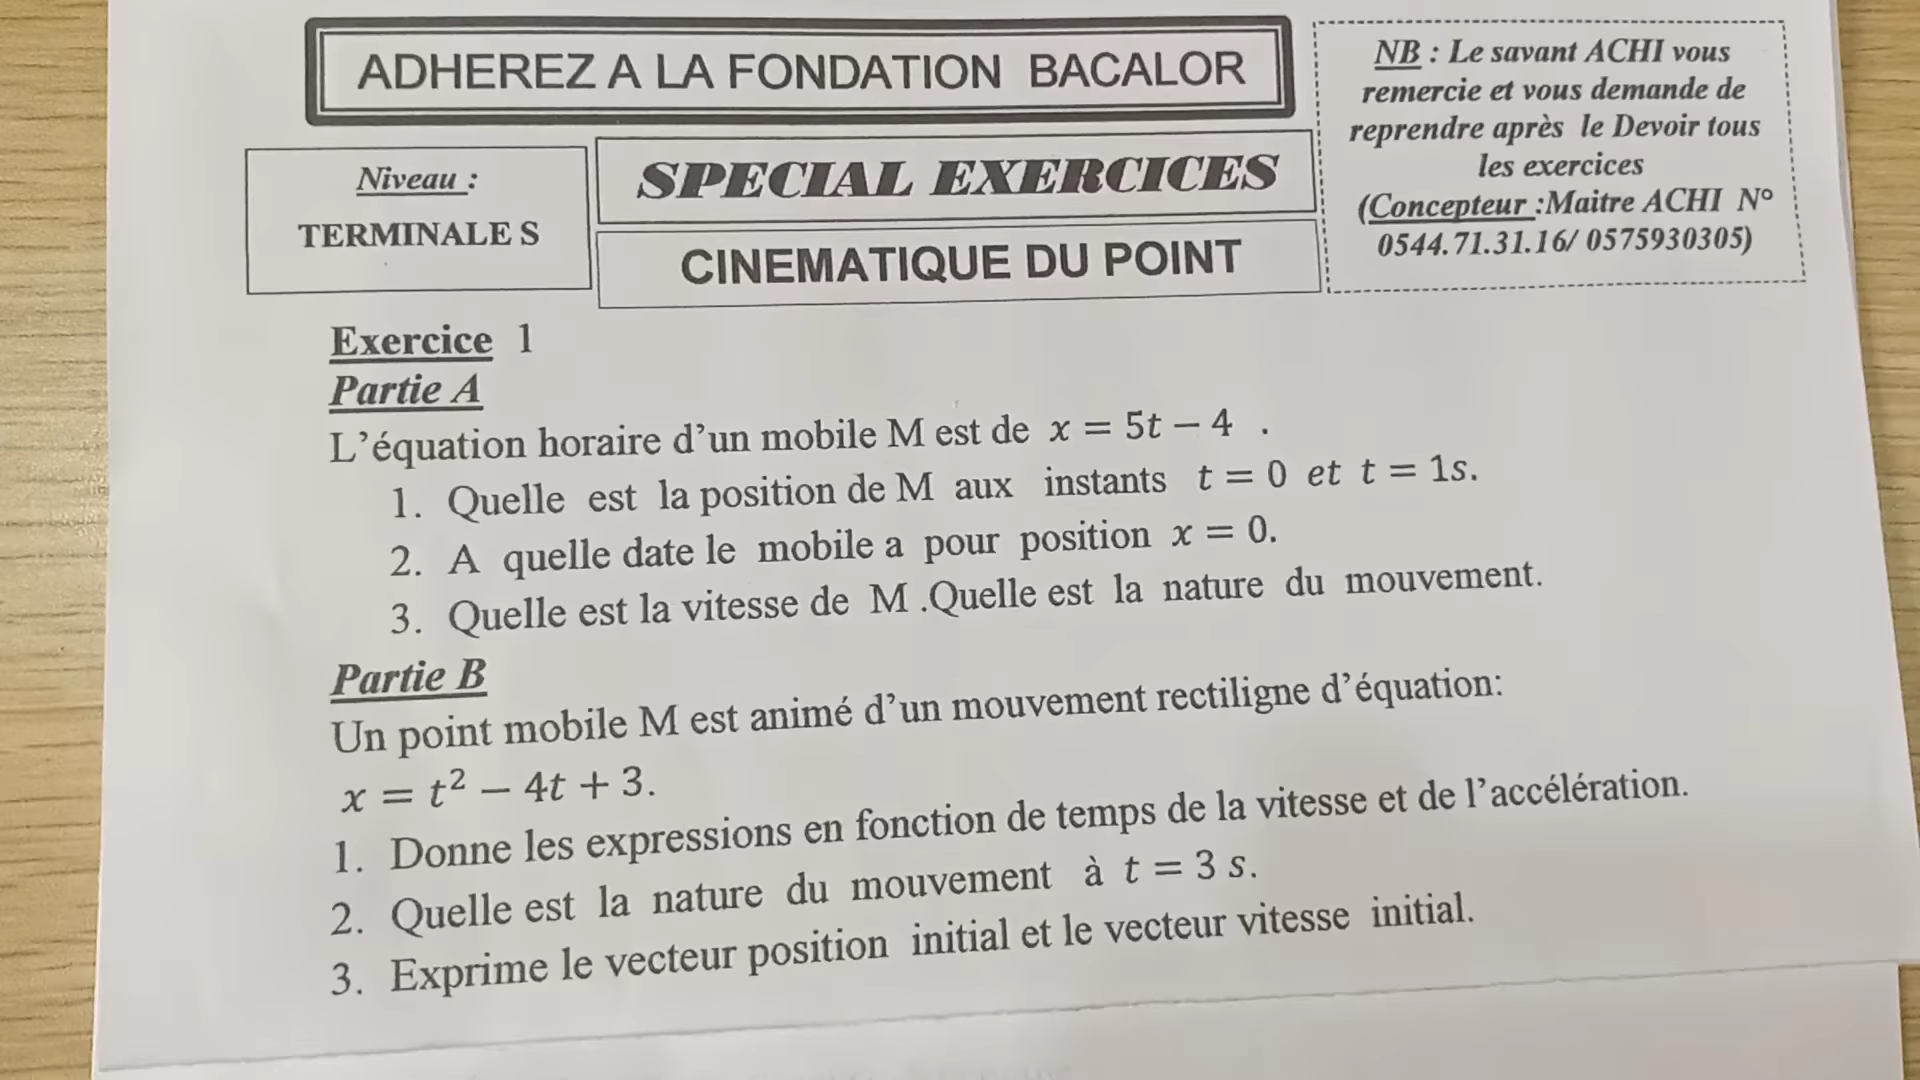 ADHEREZ A LA FONDATION BACALOR
NB : Le savant ACHI vous
remercie et vous demande de
reprendre après le Devoir tous
les exercices
(Concepteur :Maitre ACHI N°
0544.71.31.16/ 0575930305)
Niveau :
TERMINALE S
SPECIAL EXERCICES
CINEMATIQUE DU POINT
Exercice 1
Partie A
L'équation horaire d'un mobile M est de x = 5t − 4 .
1. Quelle est la position de M aux instants t = 0 et t = 1s.
2. A quelle date le mobile a pour position x = 0.
3. Quelle est la vitesse de M .Quelle est la nature du mouvement.
Partie B
Un point mobile M est animé d'un mouvement rectiligne d'équation:
x = t² − 4t + 3.
1. Donne les expressions en fonction de temps de la vitesse et de l'accélération.
2. Quelle est la nature du mouvement à t = 3 s.
3. Exprime le vecteur position initial et le vecteur vitesse initial.